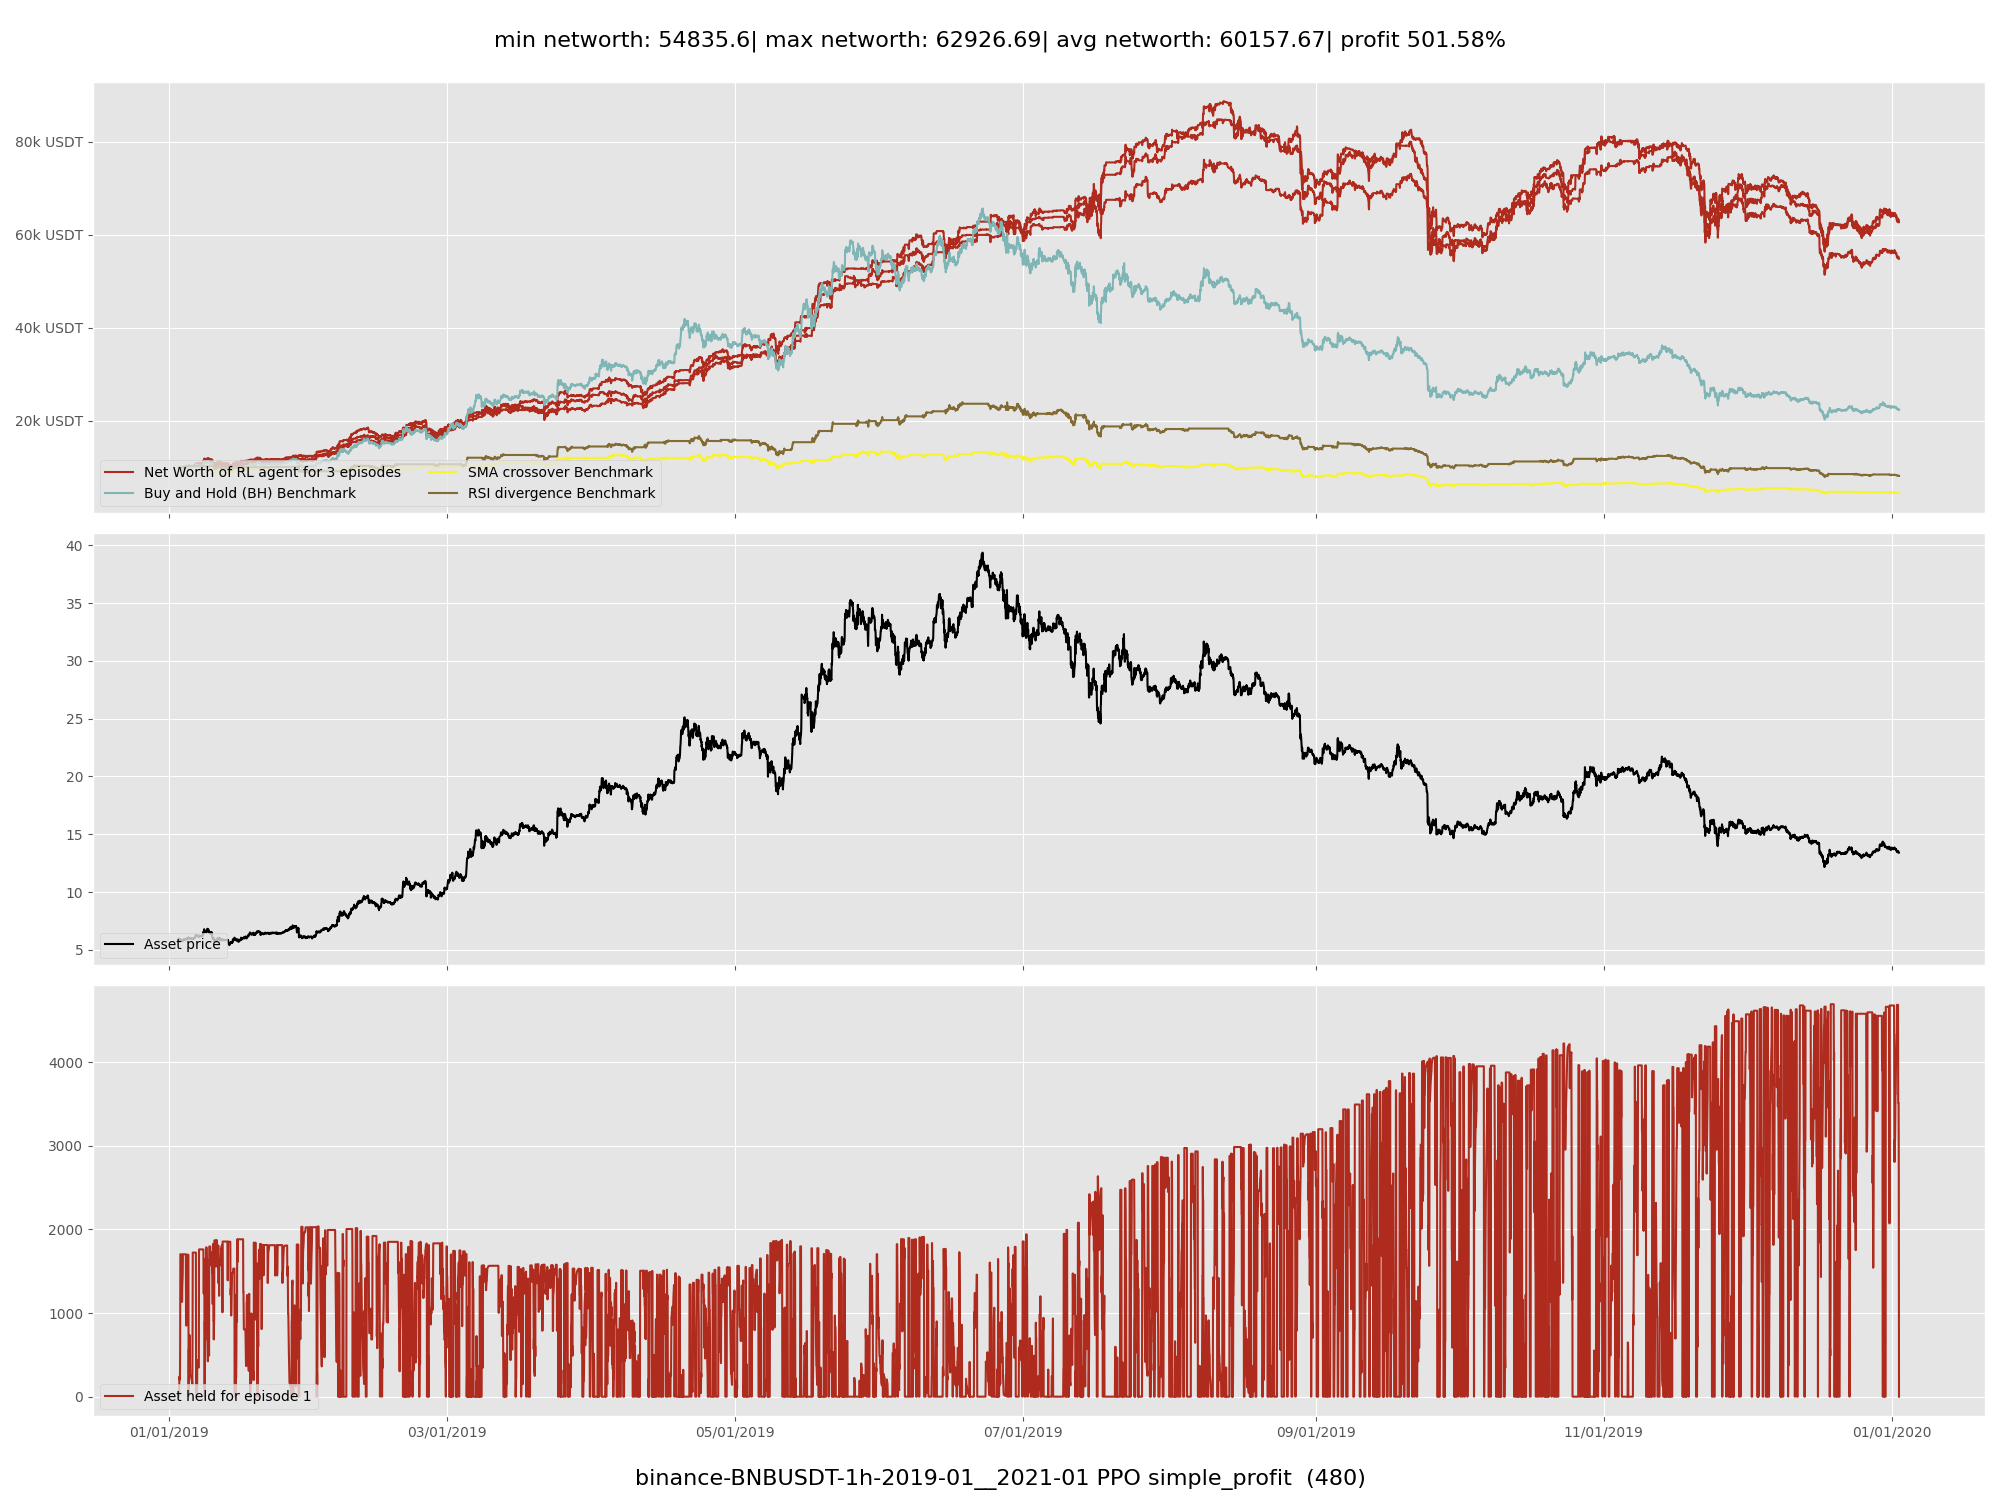 min networth: 54835.6| max networth: 62926.69| avg networth: 60157.67| profit 501.58%
80k USDT
60k USDT
40k USDT
20k USDT
Net Worth of RL agent for 3 episodes
Buy and Hold (BH) Benchmark
SMA crossover Benchmark
RSI divergence Benchmark
40
35
30
25
20
15
10
5
Asset price
4000
3000
2000
1000
0
Asset held for episode 1
01/01/2019 03/01/2019 05/01/2019 07/01/2019 09/01/2019 11/01/2019 01/01/2020
binance-BNBUSDT-1h-2019-01__2021-01 PPO simple_profit  (480)